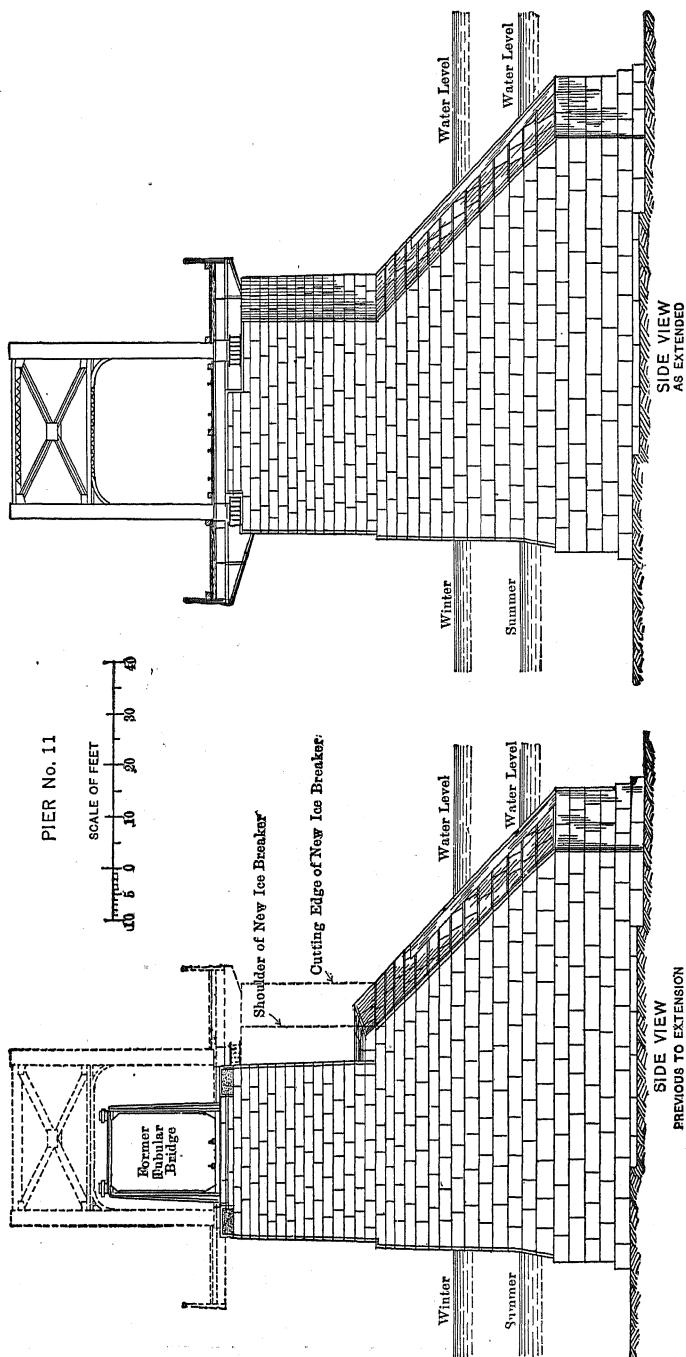 PIER No. 11
SCALE OF FEET
10 5 0 10 20 30 40
Former
Tubular
Bridge
Shoulder of New Ice Breaker
Cutting Edge of New Ice Breaker
Winter
Water Level
Summer
Water Level
SIDE VIEW
PREVIOUS TO EXTENSION
Winter
Water Level
Summer
Water Level
SIDE VIEW
AS EXTENDED